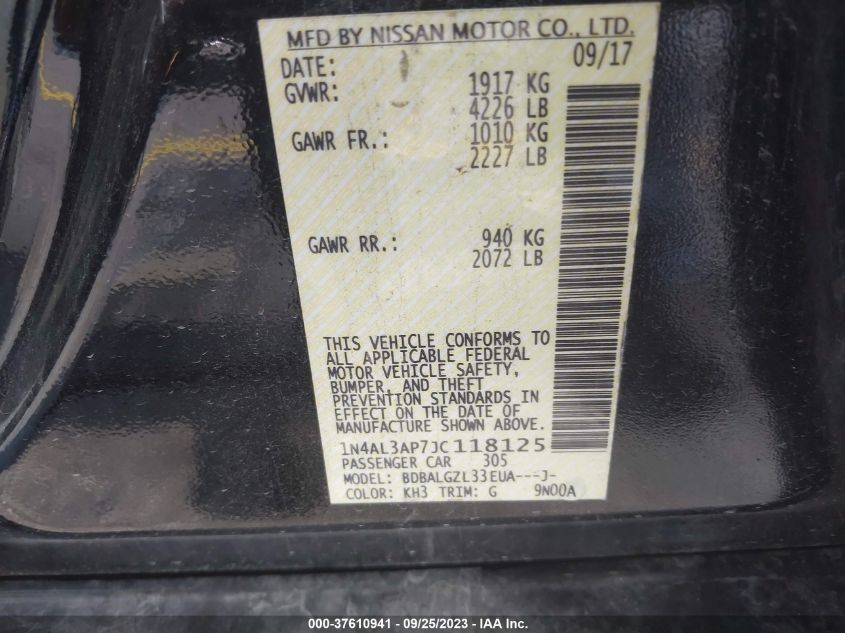 MFD BY NISSAN MOTOR CO., LTD.
DATE: 09/17
GVWR: 1917 KG
4226 LB
GAWR FR.: 1010 KG
2227 LB
GAWR RR.: 940 KG
2072 LB
THIS VEHICLE CONFORMS TO
ALL APPLICABLE FEDERAL
MOTOR VEHICLE SAFETY,
BUMPER, AND THEFT
PREVENTION STANDARDS IN
EFFECT ON THE DATE OF
MANUFACTURE SHOWN ABOVE.
1N4AL3AP7JC118125
PASSENGER CAR 305
MODEL: BDBALGZL33EUA---J-
COLOR: KH3 TRIM: G 9N00A
000-37610941 - 09/25/2023 - IAA Inc.